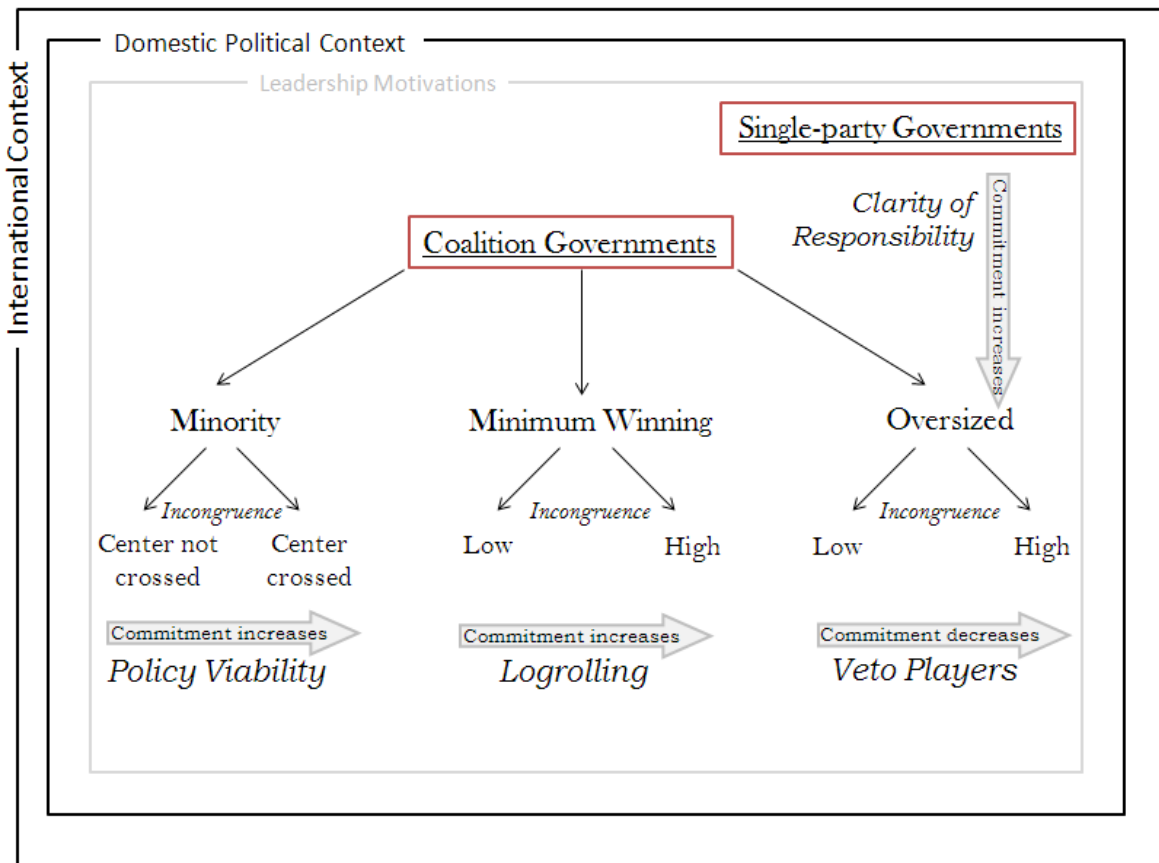 International Context
Domestic Political Context
Leadership Motivations
Single-party Governments
Clarity of
Responsibility
Commitment increases
Coalition Governments
Minority
Minimum Winning
Oversized
Incongruence
Incongruence
Incongruence
Center not
crossed
Center
crossed
Low
High
Low
High
Commitment increases
Commitment increases
Commitment decreases
Policy Viability
Logrolling
Veto Players